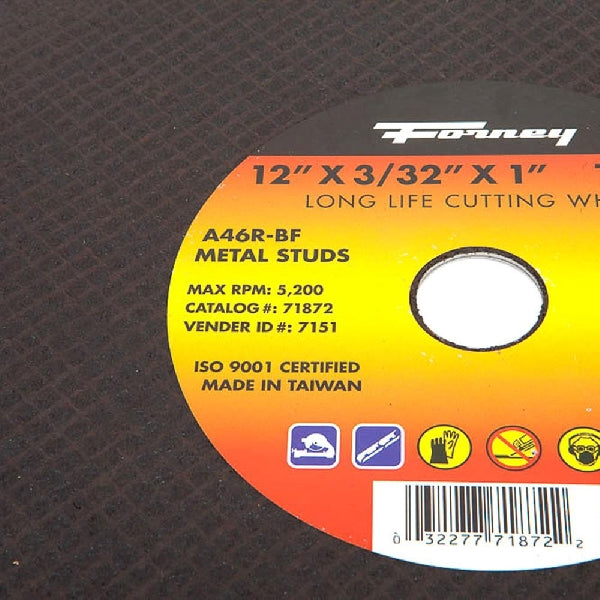 Forney
12" X 3/32" X 1"
LONG LIFE CUTTING
A46R-BF
METAL STUDS
MAX RPM: 5,200
CATALOG #: 71872
VENDER ID #: 7151
ISO 9001 CERTIFIED
MADE IN TAIWAN
0 32277 71872 2